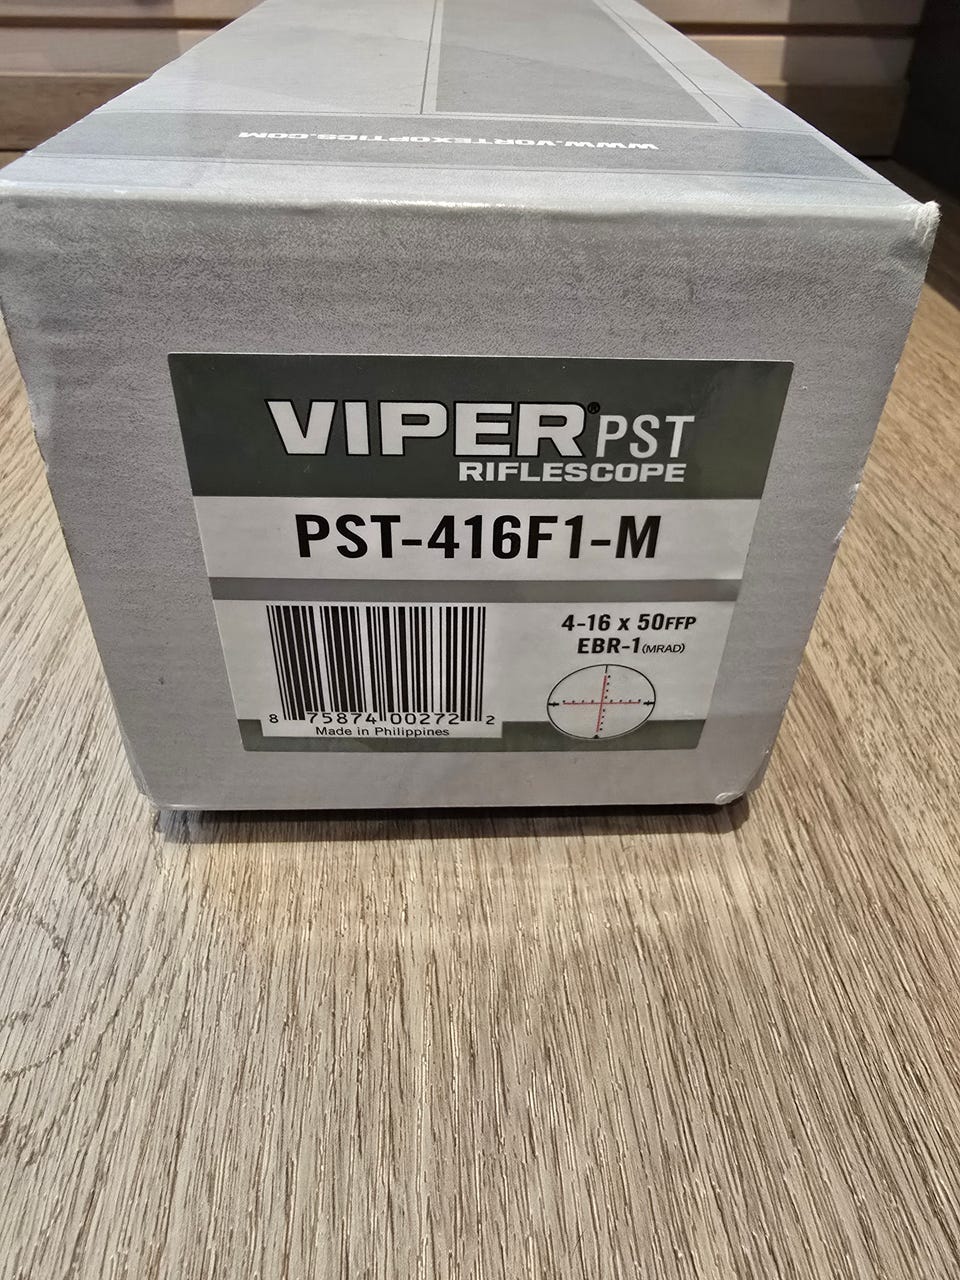 WWW.VORTEXOPTICS.COM
VIPER® PST
RIFLESCOPE
PST-416F1-M
4-16 x 50FFP
EBR-1(MRAD)
8 75874 00272 2
Made in Philippines